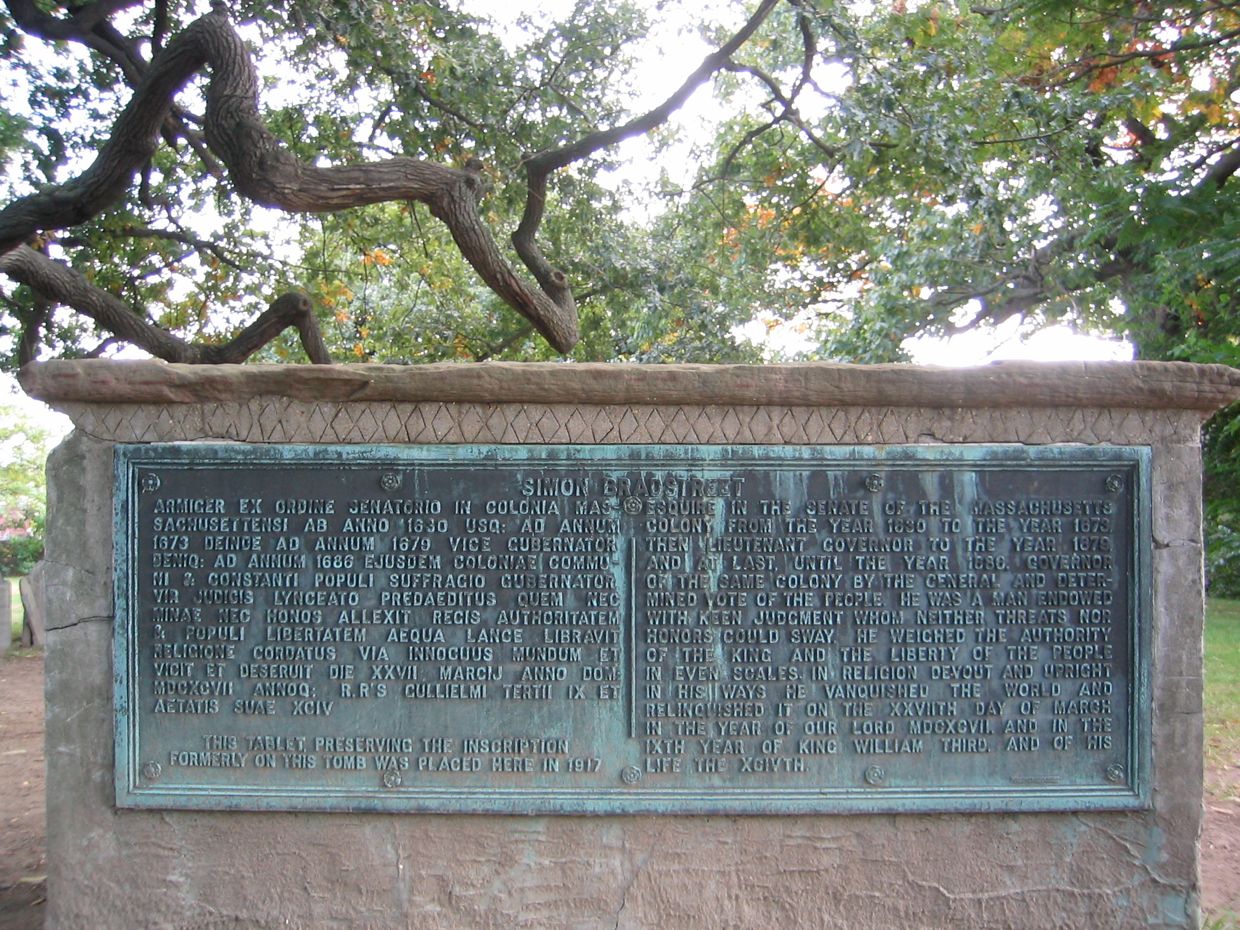 SIMON BRADSTREET
ARMIGER EX ORDINE SENATORIO IN COLONIA MAS-
SACHUSETTENSI AB ANNO 1630 USQ: AD ANNUM
1673 DEINDE AD ANNUM 1679 VICE GUBERNATOR
DENIQ: AD ANNUM 1686 EJUSDEM COLONIAE COMMU
NI & CONSTANTI POPULI SUFFRAGIO GUBERNATOR
VIR JUDICIS LYNCEATO PREDAEDITUS QUEM NEC
MINAE NEC HONOS ALLEXIT REGIS AUTHORITATEM
& POPULI LIBERTATEM AEQUA LANCE LIBRAVIT
RELIGIONE CORDATUS VIA INNOCUUS MUNDUM ET
VICIT ET DESERUIT DIE XXVII MARCIJ ANNO DOM:
MDCXCVII ANNOQ: R.R'S GULLIELMI TERTII IX ET
AETATIS SUAE XCIV
THIS TABLET, PRESERVING THE INSCRIPTION
FORMERLY ON THIS TOMB WAS PLACED HERE IN 1917
ESQUIRE IN THE SENATE OF THE MASSACHUSETTS
COLONY FROM THE YEAR 1630 TO THE YEAR 1673
THEN LIEUTENANT GOVERNOR TO THE YEAR 1679
AND AT LAST, UNTIL THE YEAR 1686. GOVERNOR
OF THE SAME COLONY BY THE GENERAL AND DETER-
MINED VOTE OF THE PEOPLE. HE WAS A MAN ENDOWED
WITH KEEN JUDGMENT WHOM NEITHER THREATS NOR
HONORS COULD SWAY. HE WEIGHED THE AUTHORITY
OF THE KING AND THE LIBERTY OF THE PEOPLE
IN EVEN SCALES. IN RELIGION DEVOUT AND UPRIGHT
IN HIS WAYS HE VANQUISHED THE WORLD AND
RELINQUISHED IT ON THE XXVIITH DAY OF MARCH
IN THE YEAR OF OUR LORD MDCXCVII. AND IN THE
IXTH YEAR OF KING WILLIAM THIRD. AND OF HIS
LIFE THE XCIVTH.